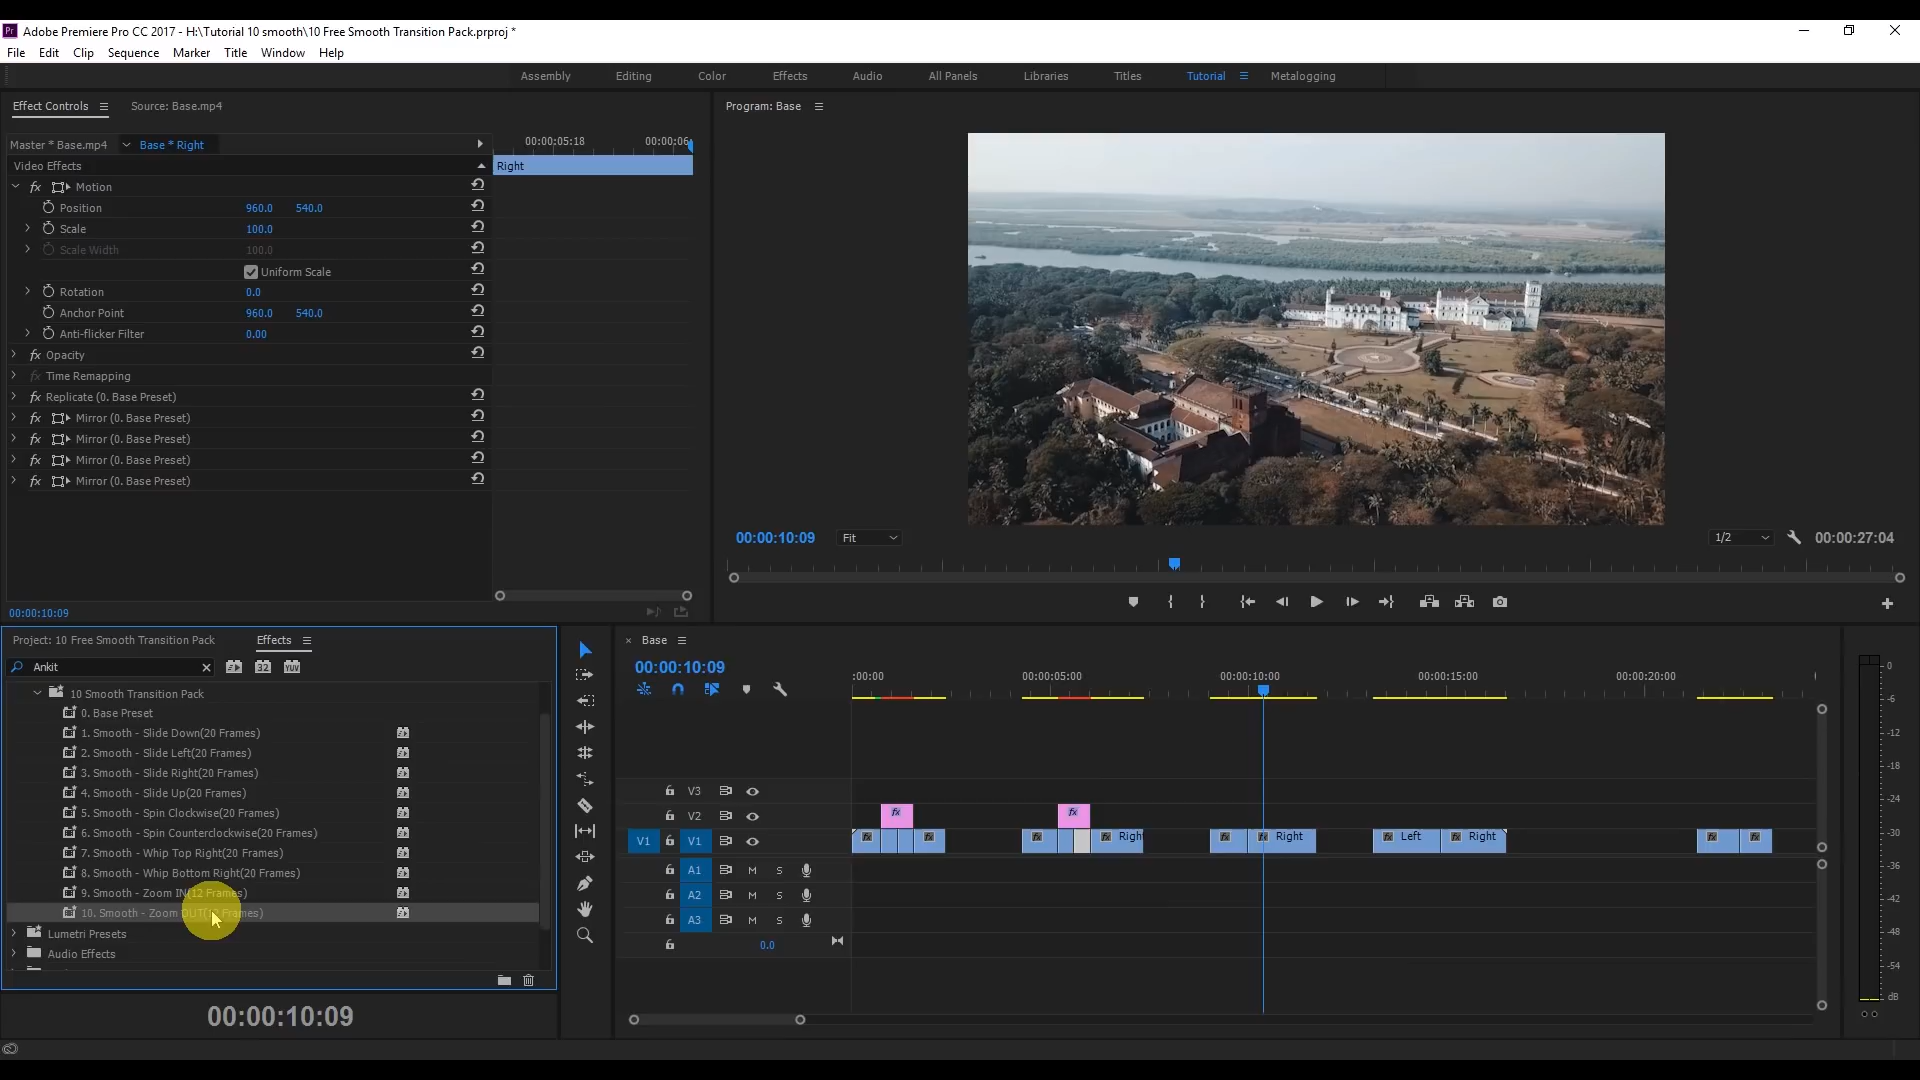 Pr Adobe Premiere Pro CC 2017 - H:\Tutorial 10 smooth\10 Free Smooth Transition Pack.prproj *
File Edit Clip Sequence Marker Title Window Help
Assembly Editing Color Effects Audio All Panels Libraries Titles Tutorial Metalogging
Effect Controls Source: Base.mp4
Program: Base
Master * Base.mp4 Base * Right
00:00:05:18 00:00:06
Video Effects
Right
fx Motion
Position 960.0 540.0
Scale 100.0
Scale Width 100.0
Uniform Scale
Rotation 0.0
Anchor Point 960.0 540.0
Anti-flicker Filter 0.00
fx Opacity
fx Time Remapping
fx Replicate (0. Base Preset)
fx Mirror (0. Base Preset)
fx Mirror (0. Base Preset)
fx Mirror (0. Base Preset)
fx Mirror (0. Base Preset)
00:00:10:09
00:00:10:09 Fit 1/2 00:00:27:04
Project: 10 Free Smooth Transition Pack Effects
Ankit 32 YUV
10 Smooth Transition Pack
0. Base Preset
1. Smooth - Slide Down(20 Frames)
2. Smooth - Slide Left(20 Frames)
3. Smooth - Slide Right(20 Frames)
4. Smooth - Slide Up(20 Frames)
5. Smooth - Spin Clockwise(20 Frames)
6. Smooth - Spin Counterclockwise(20 Frames)
7. Smooth - Whip Top Right(20 Frames)
8. Smooth - Whip Bottom Right(20 Frames)
9. Smooth - Zoom IN(12 Frames)
10. Smooth - Zoom OUT(12 Frames)
Lumetri Presets
Audio Effects
00:00:10:09
Base
00:00:10:09
:00:00 00:00:05:00 00:00:10:00 00:00:15:00 00:00:20:00
V3
V2 fx fx
V1 V1 fx fx fx fx Right fx fx Right fx Left fx Right fx fx
A1 M S
A2 M S
A3 M S
0.0
0
-6
-12
-18
-24
-30
-36
-42
-48
-54
dB